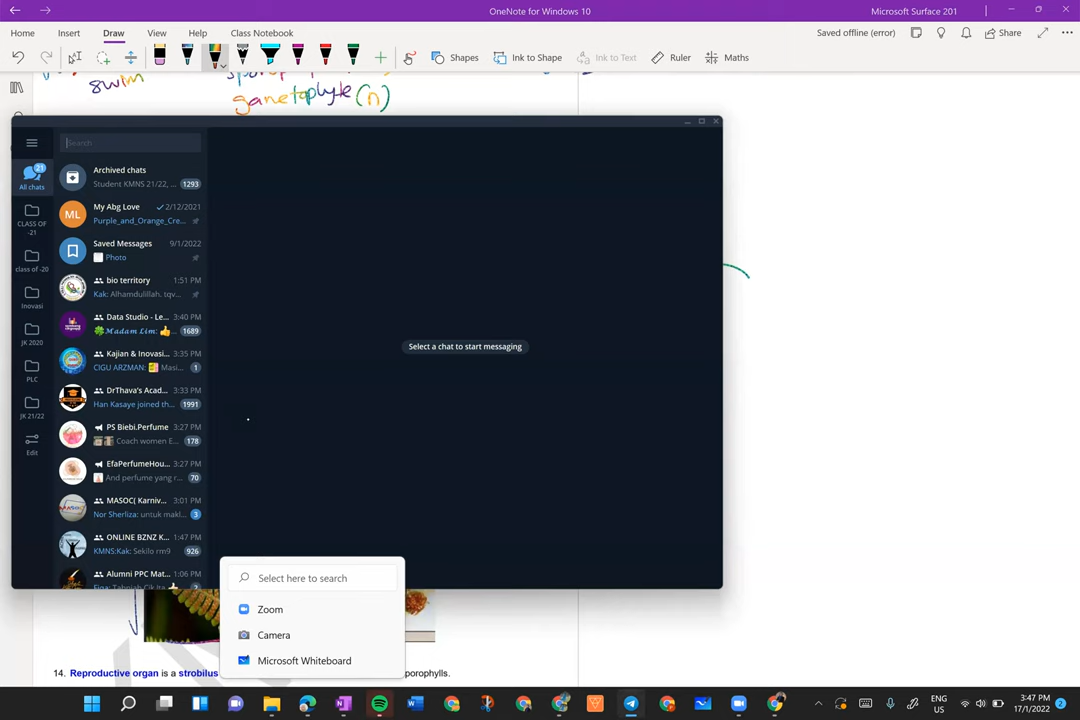 OneNote for Windows 10
Microsoft Surface 201
Home
Insert
Draw
View
Help
Class Notebook
Saved offline (error)
Share
Shapes
Ink to Shape
Ink to Text
Ruler
Maths
swim
gametophyte (n)
Search
All chats
21
CLASS OF -21
class of -20
Inovasi
JK 2020
PLC
JK 21/22
Edit
Archived chats
Student KMNS 21/22, ... 1293
ML
My Abg Love 2/12/2021
Purple_and_Orange_Cre...
Saved Messages 9/1/2022
Photo
bio territory 1:51 PM
Kak: Alhamdulillah. tqv...
Data Studio - Le... 3:40 PM
🍀𝓜𝓪𝓭𝓪𝓶 𝓛𝓲𝓶: 👍... 1689
Kajian & Inovasi... 3:35 PM
CIGU ARZMAN: Masi... 1
DrThava's Acad... 3:33 PM
Han Kasaye joined th... 1991
PS Biebi.Perfume 3:27 PM
Coach women E... 178
EfaPerfumeHou... 3:27 PM
And perfume yang r... 70
MASOC( Karniv... 3:01 PM
Nor Sherliza: untuk makl... 3
ONLINE BZNZ K... 1:47 PM
KMNS:Kak: Sekilo rm9 926
Alumni PPC Mat... 1:06 PM
Select a chat to start messaging
Select here to search
Zoom
Camera
Microsoft Whiteboard
14. Reproductive organ is a strobilus
porophylls.
ENG
US
3:47 PM
17/1/2022
2